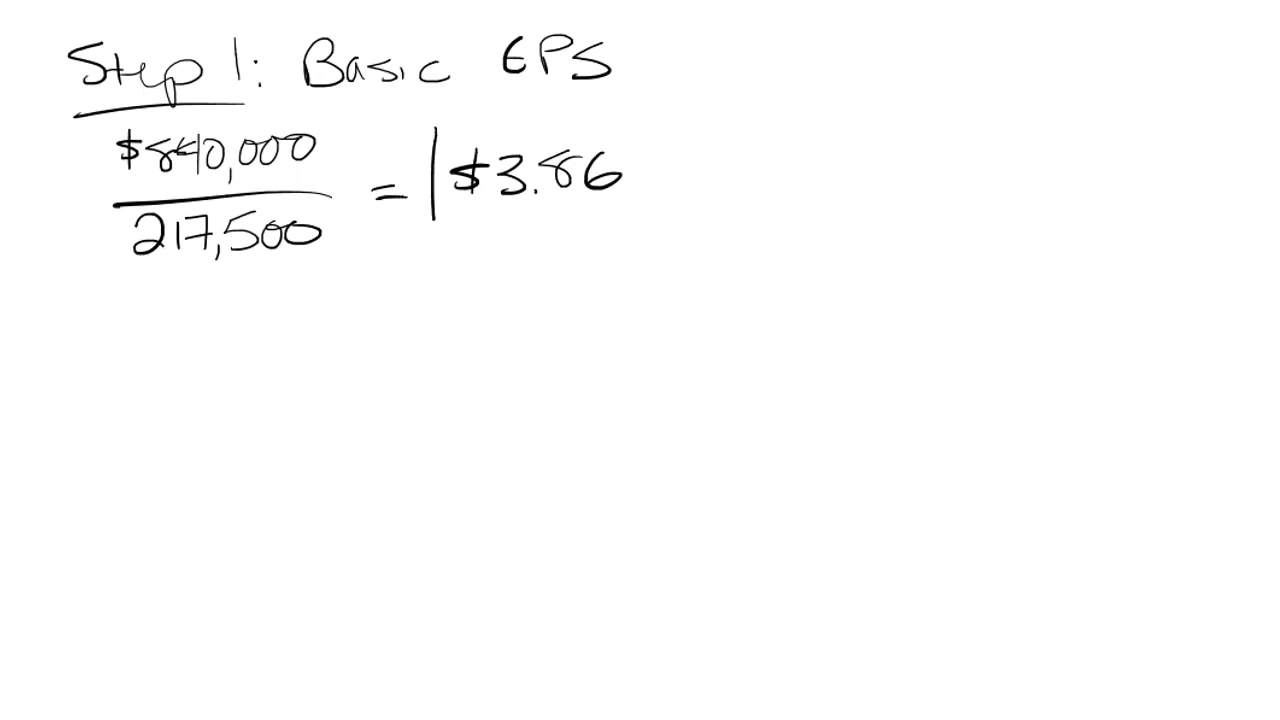 Step 1: Basic EPS
$840,000
217,500
= $3.86